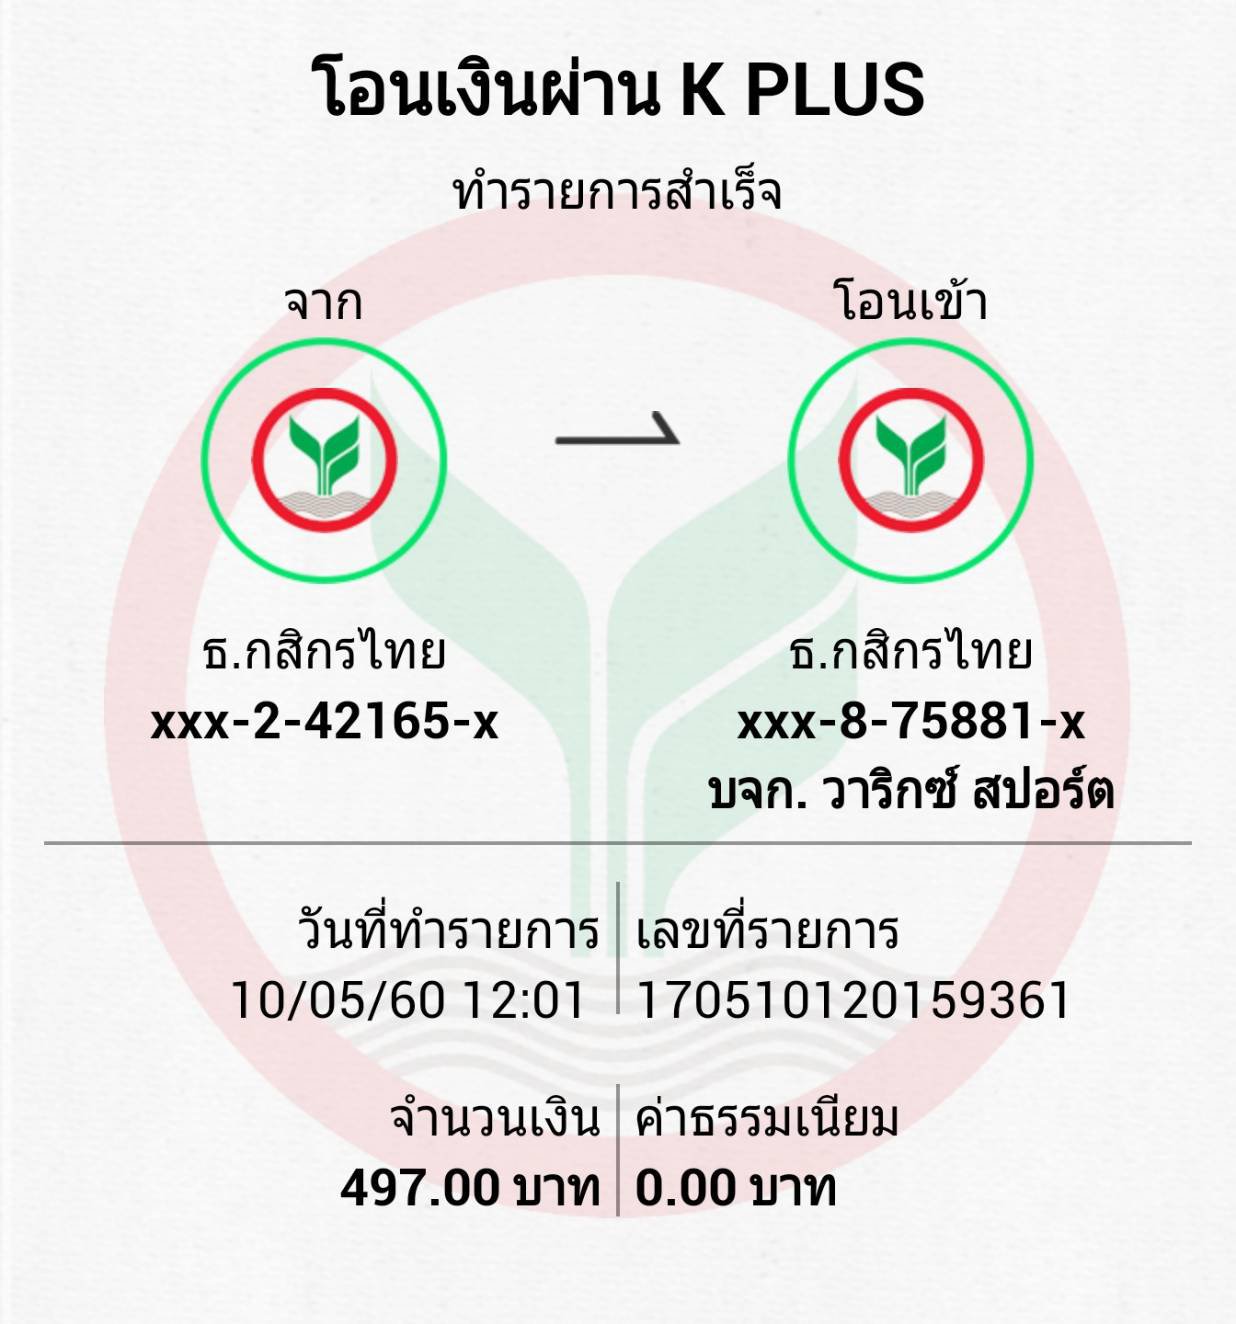 โอนเงินผ่าน K PLUS
ทำรายการสำเร็จ
จาก
โอนเข้า
ธ.กสิกรไทย
xxx-2-42165-x
ธ.กสิกรไทย
xxx-8-75881-x
บจก. วาริกซ์ สปอร์ต
วันที่ทำรายการ
10/05/60 12:01
เลขที่รายการ
170510120159361
จำนวนเงิน
497.00 บาท
ค่าธรรมเนียม
0.00 บาท